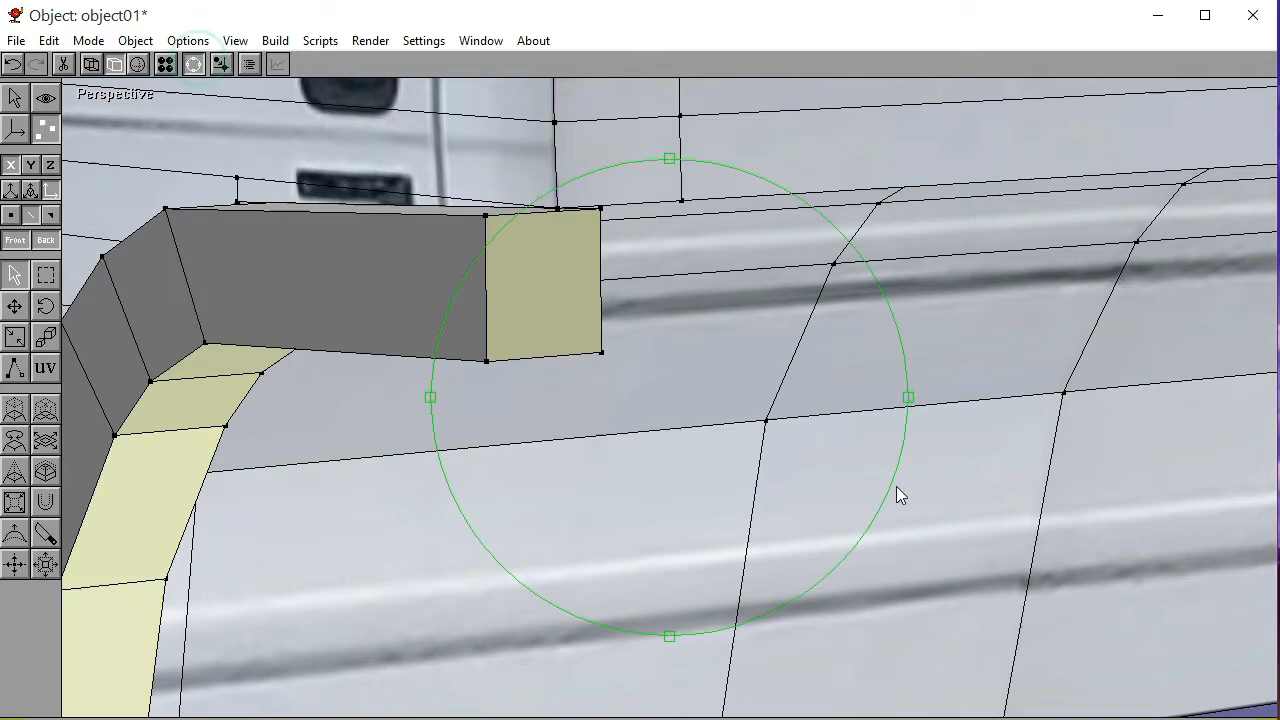 Object: object01*
File Edit Mode Object Options View Build Scripts Render Settings Window About
Perspective
X Y Z
Front Back
uv